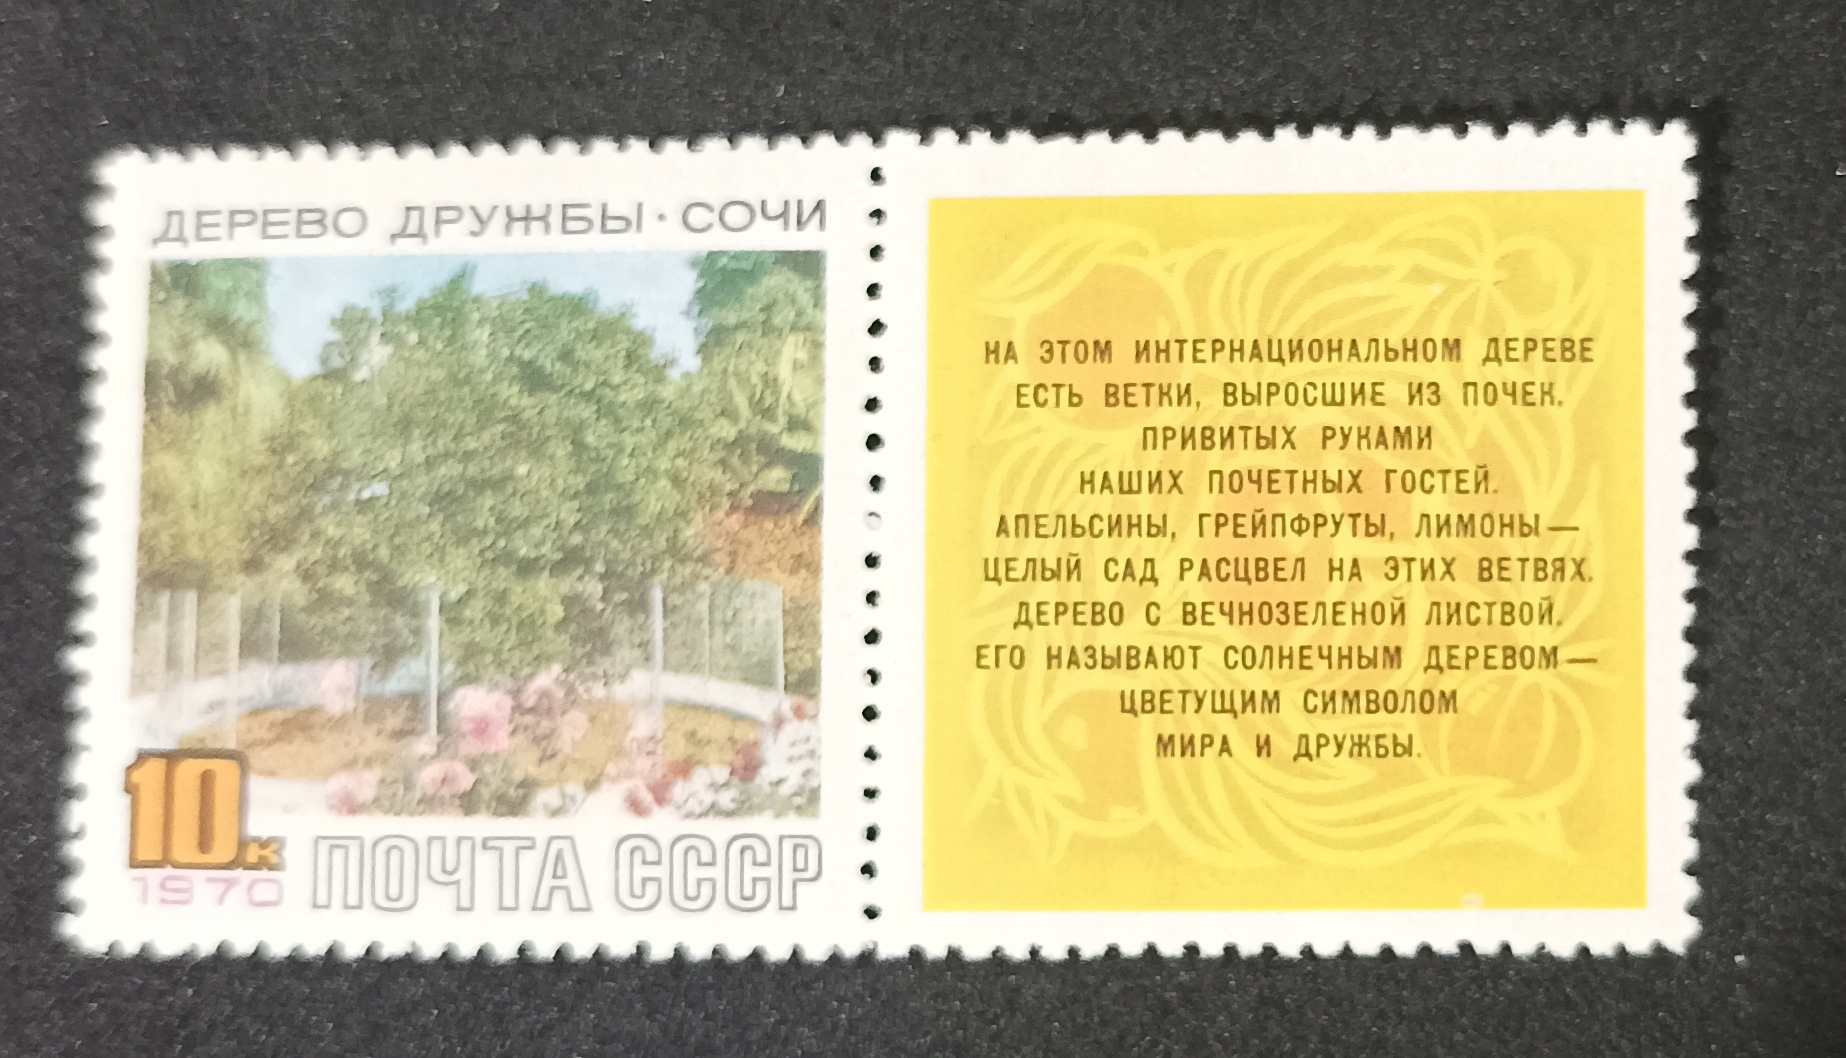 ДЕРЕВО ДРУЖБЫ · СОЧИ
10 к
1970
ПОЧТА СССР
НА ЭТОМ ИНТЕРНАЦИОНАЛЬНОМ ДЕРЕВЕ
ЕСТЬ ВЕТКИ, ВЫРОСШИЕ ИЗ ПОЧЕК,
ПРИВИТЫХ РУКАМИ
НАШИХ ПОЧЕТНЫХ ГОСТЕЙ.
АПЕЛЬСИНЫ, ГРЕЙПФРУТЫ, ЛИМОНЫ—
ЦЕЛЫЙ САД РАСЦВЕЛ НА ЭТИХ ВЕТВЯХ.
ДЕРЕВО С ВЕЧНОЗЕЛЕНОЙ ЛИСТВОЙ.
ЕГО НАЗЫВАЮТ СОЛНЕЧНЫМ ДЕРЕВОМ—
ЦВЕТУЩИМ СИМВОЛОМ
МИРА И ДРУЖБЫ.